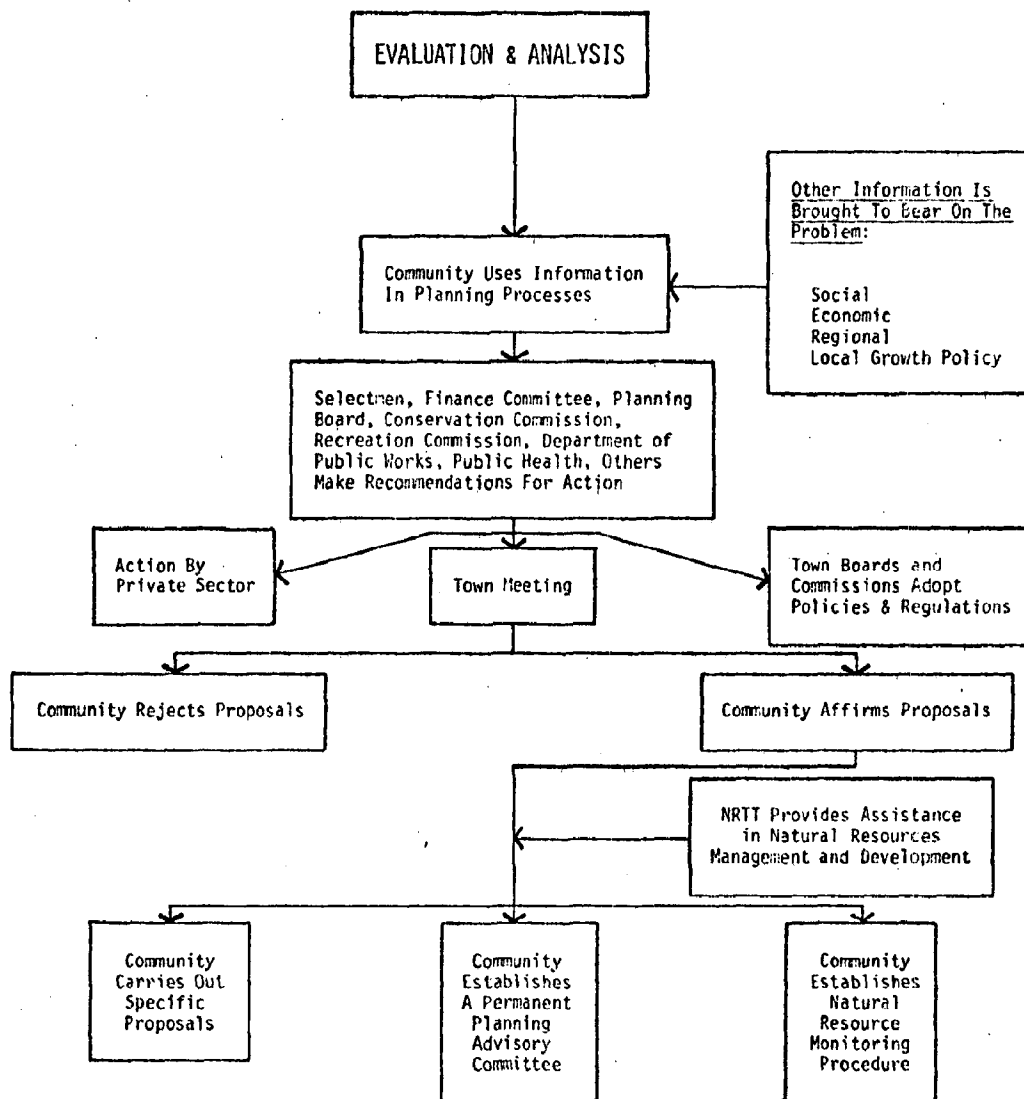 EVALUATION & ANALYSIS
Other Information Is
Brought To Bear On The
Problem:
Social
Economic
Regional
Local Growth Policy
Community Uses Information
In Planning Processes
Selectmen, Finance Committee, Planning
Board, Conservation Commission,
Recreation Commission, Department of
Public Works, Public Health, Others
Make Recommendations For Action
Action By
Private Sector
Town Meeting
Town Boards and
Commissions Adopt
Policies & Regulations
Community Rejects Proposals
Community Affirms Proposals
NRTT Provides Assistance
in Natural Resources
Management and Development
Community
Carries Out
Specific
Proposals
Community
Establishes
A Permanent
Planning
Advisory
Committee
Community
Establishes
Natural
Resource
Monitoring
Procedure